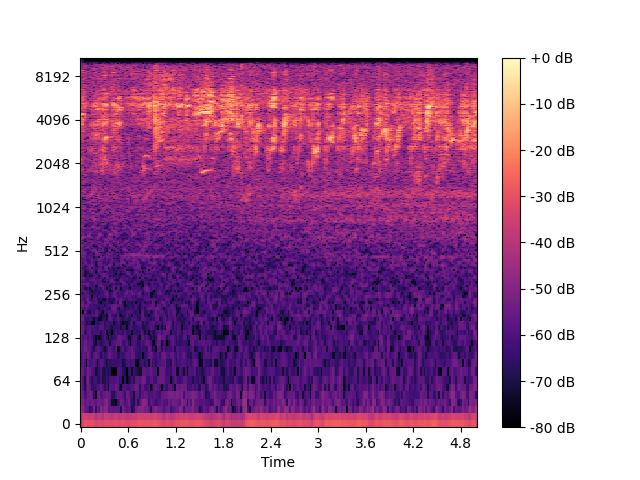 8192
4096
2048
1024
512
256
128
64
0
Hz
0 0.6 1.2 1.8 2.4 3 3.6 4.2 4.8
Time
+0 dB
-10 dB
-20 dB
-30 dB
-40 dB
-50 dB
-60 dB
-70 dB
-80 dB